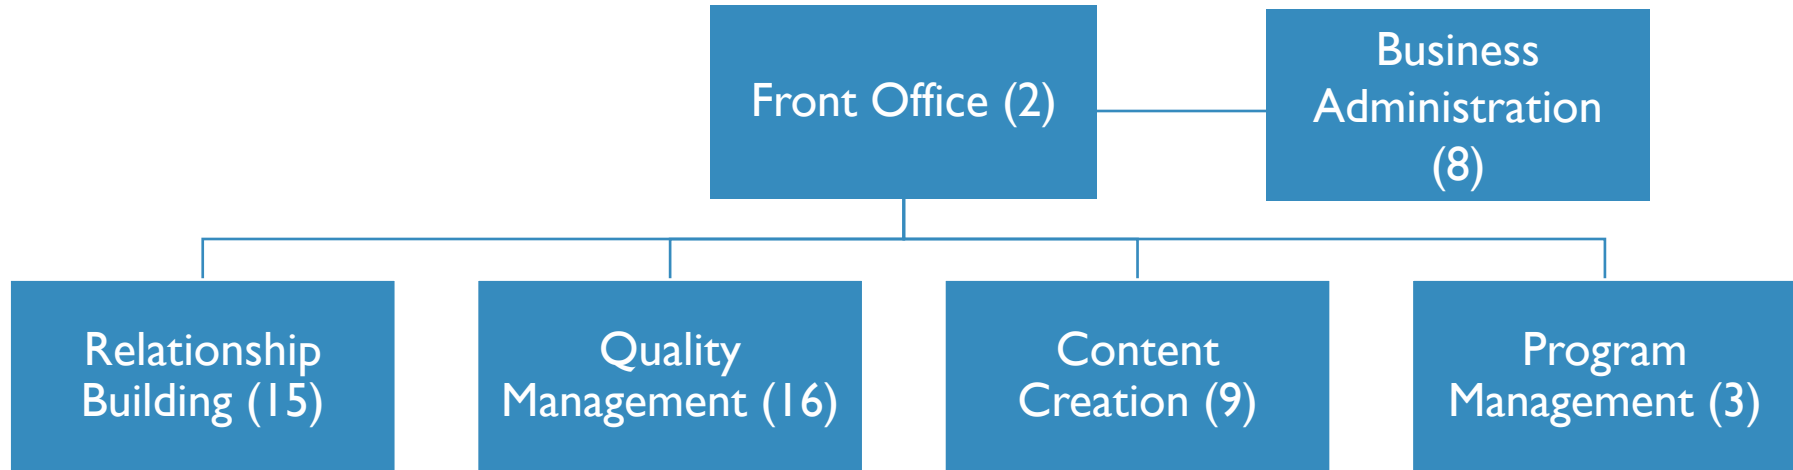 Front Office (2)
Business
Administration
(8)
Relationship
Building (15)
Quality
Management (16)
Content
Creation (9)
Program
Management (3)